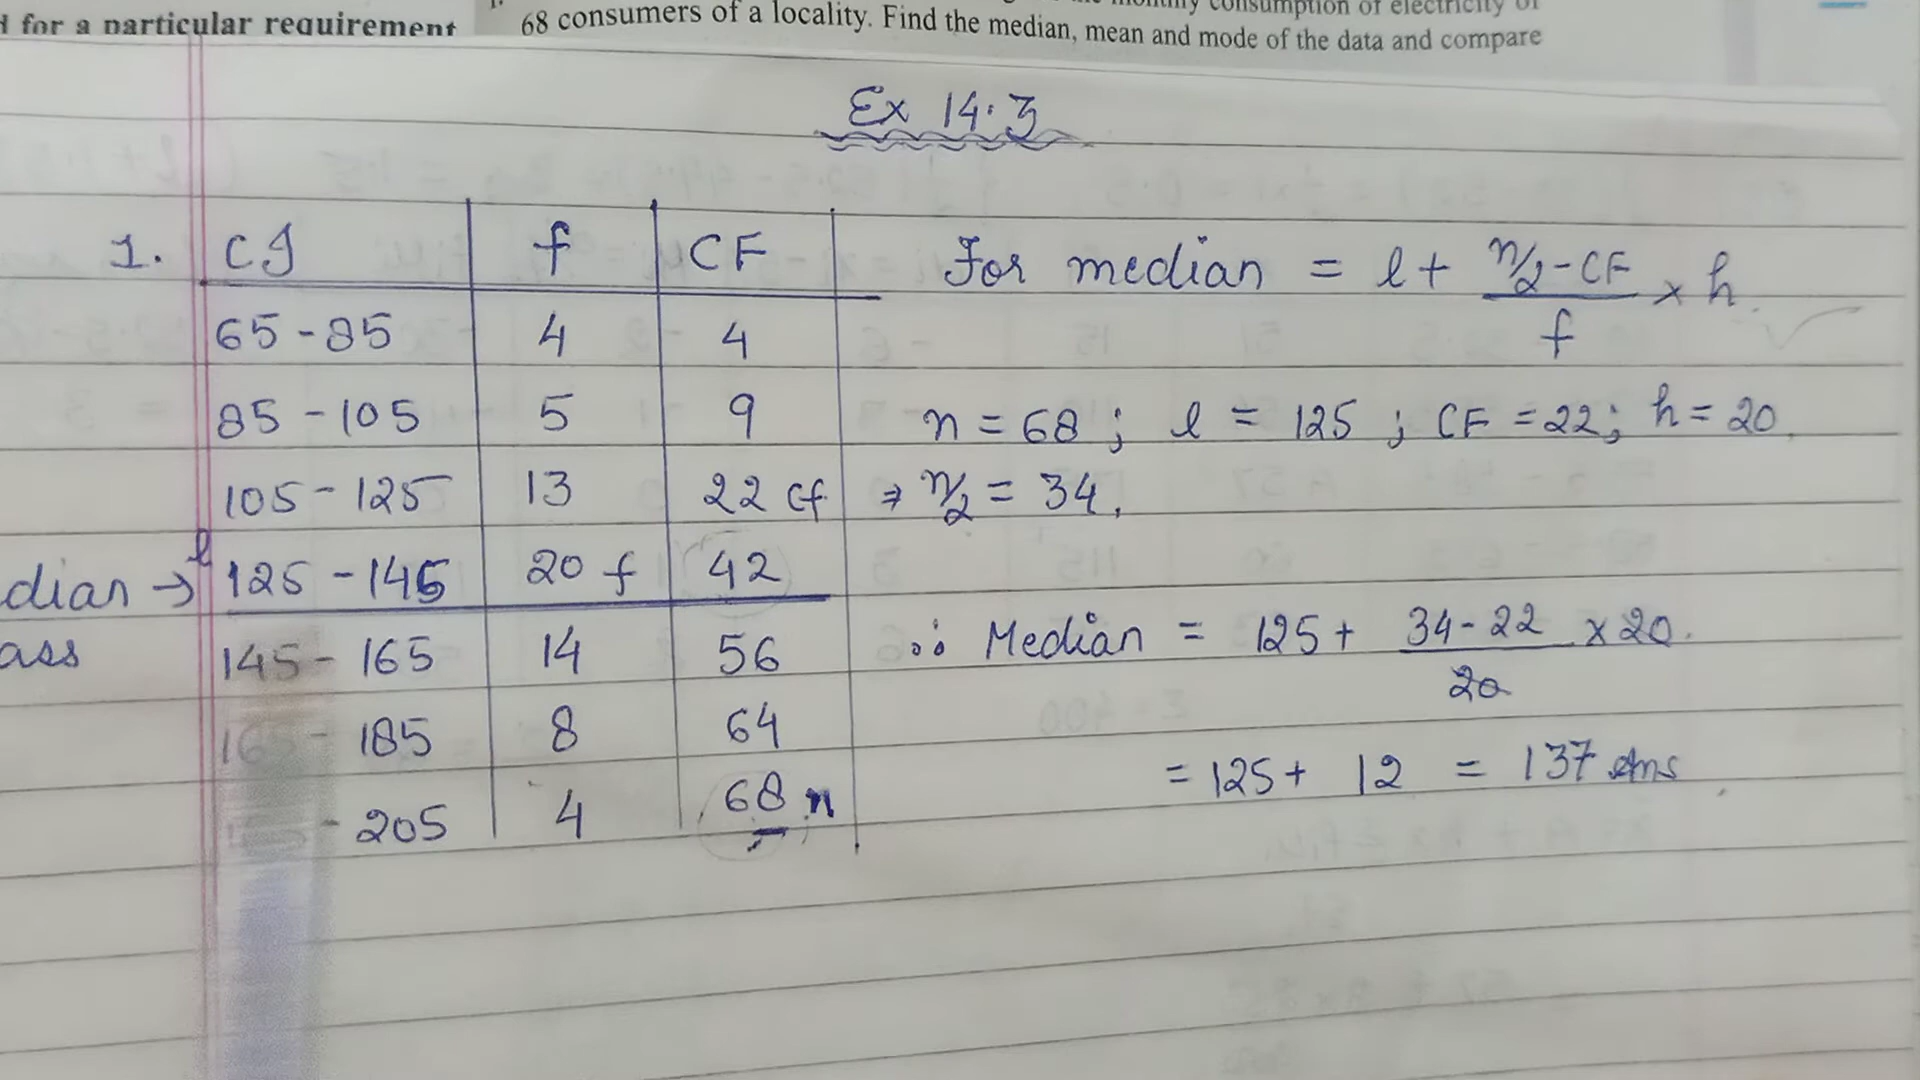 for a particular requirement
68 consumers of a locality. Find the median, mean and mode of the data and compare
Ex 14.3
1. CI f CF
65 - 85 4 4
85 - 105 5 9
105 - 125 13 22 cf
dian → l 125 - 145 20 f 42
ass 145 - 165 14 56
165 - 185 8 64
- 205 4 68 n
For median = l + n/2 - CF / f × h
n = 68 ; l = 125 ; CF = 22 ; h = 20.
⇒ n/2 = 34.
∴ Median = 125 + 34 - 22 / 20 × 20.
= 125 + 12 = 137 Ans